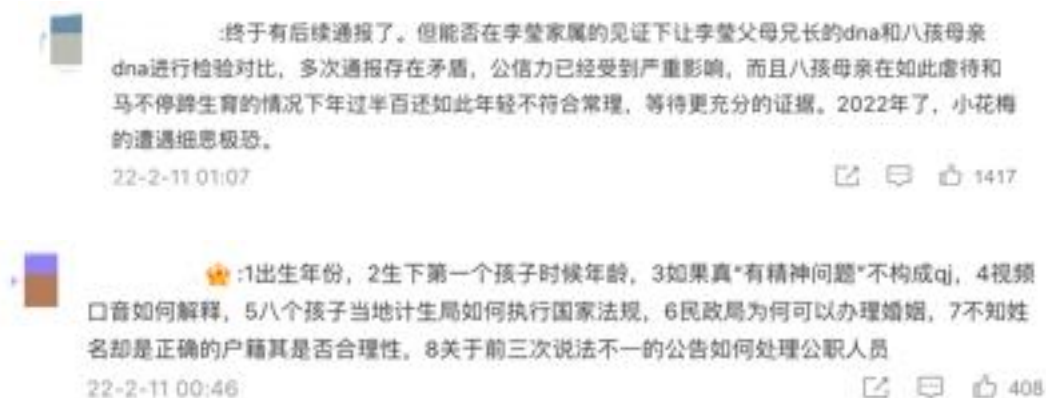 :终于有后续通报了。但能否在李莹家属的见证下让李莹父母兄长的dna和八孩母亲
dna进行检验对比，多次通报存在矛盾，公信力已经受到严重影响，而且八孩母亲在如此虐待和
马不停蹄生育的情况下年过半百还如此年轻不符合常理，等待更充分的证据。2022年了，小花梅
的遭遇细思极恐。
22-2-11 01:07 1417
:1出生年份，2生下第一个孩子时候年龄，3如果真“有精神问题”不构成qj，4视频
口音如何解释，5八个孩子当地计生局如何执行国家法规，6民政局为何可以办理婚姻，7不知姓
名却是正确的户籍其是否合理性，8关于前三次说法不一的公告如何处理公职人员
22-2-11 00:46 408